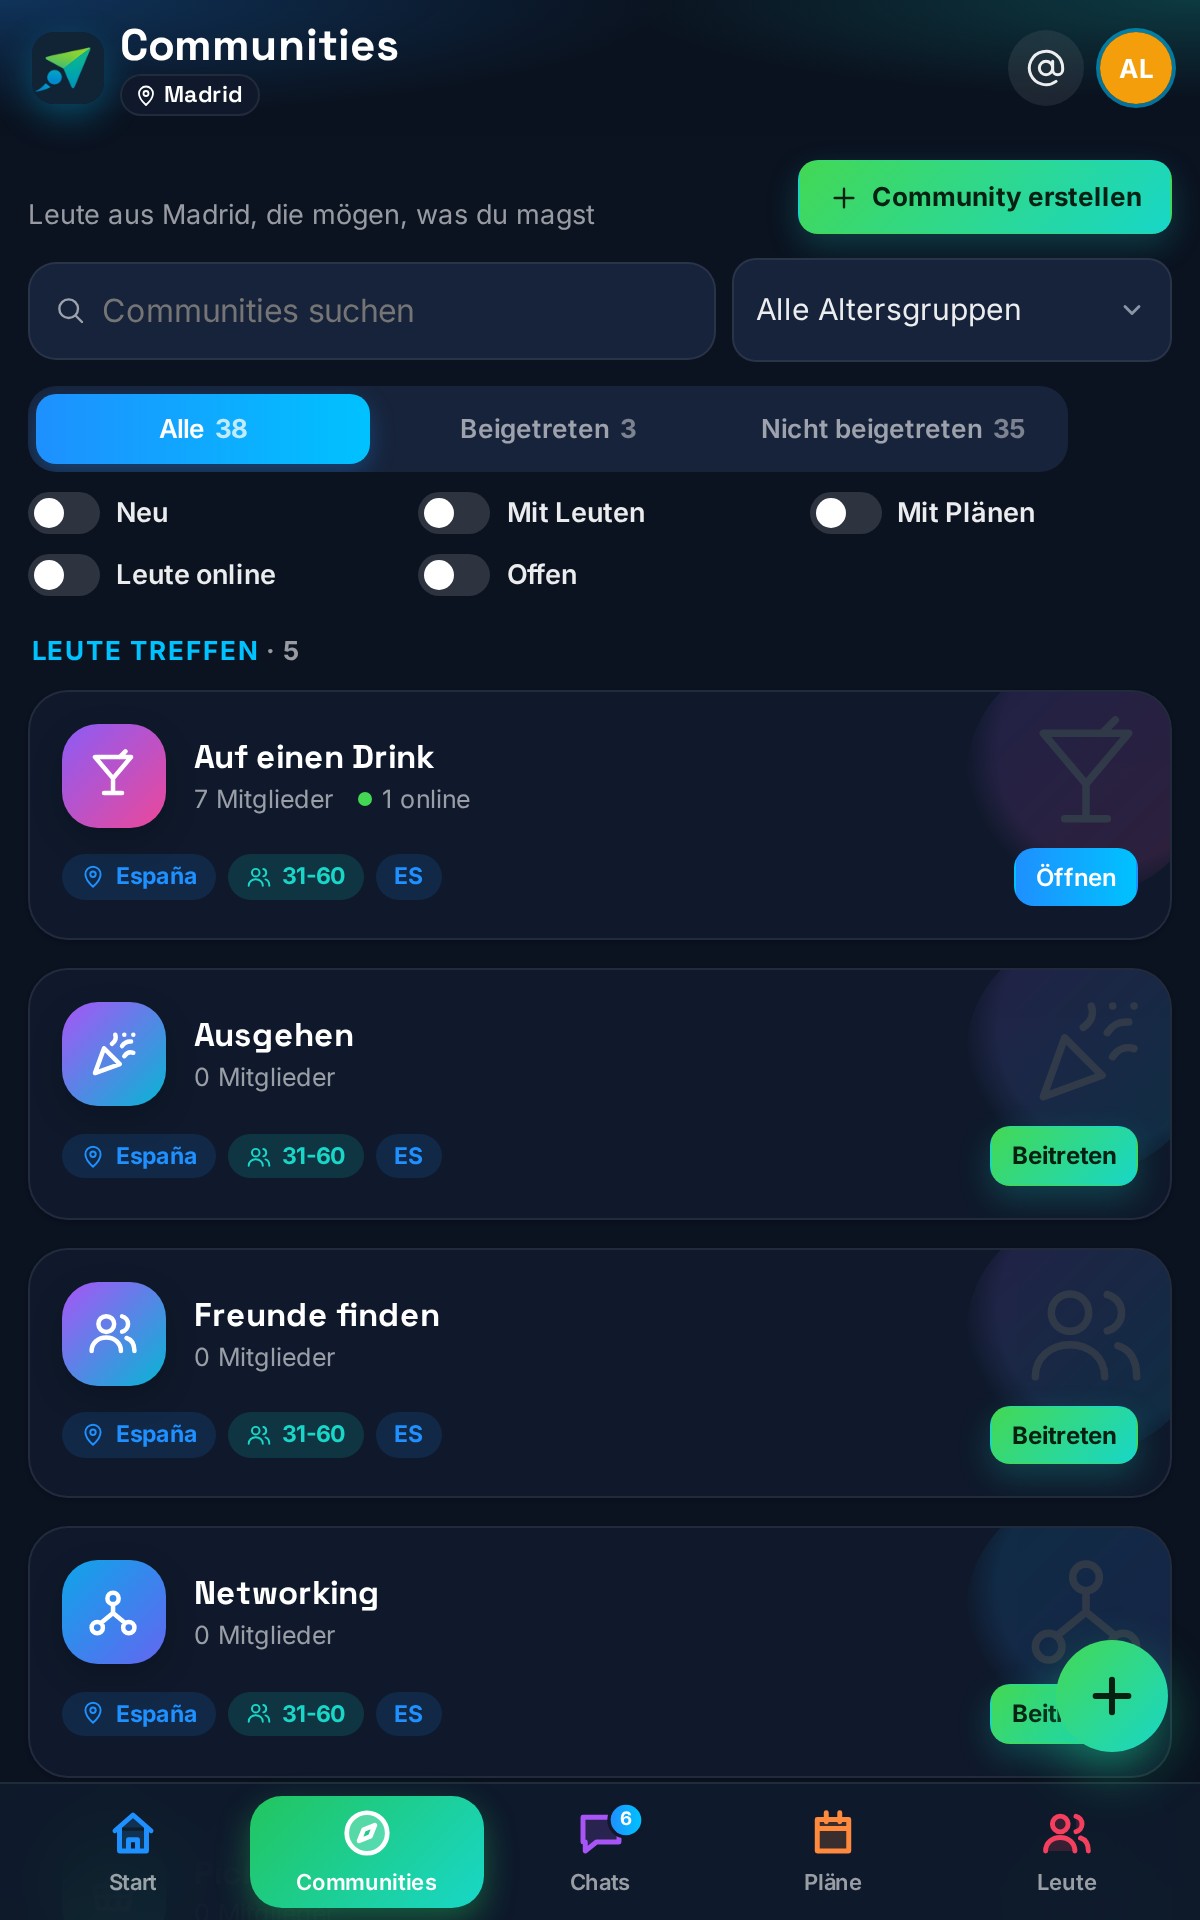 Communities
Madrid
@
AL
Leute aus Madrid, die mögen, was du magst
+ Community erstellen
Communities suchen
Alle Altersgruppen
Alle 38
Beigetreten 3
Nicht beigetreten 35
Neu
Mit Leuten
Mit Plänen
Leute online
Offen
LEUTE TREFFEN · 5
Auf einen Drink
7 Mitglieder 1 online
España
31-60
ES
Öffnen
Ausgehen
0 Mitglieder
España
31-60
ES
Beitreten
Freunde finden
0 Mitglieder
España
31-60
ES
Beitreten
Networking
0 Mitglieder
España
31-60
ES
+
6
Start
Communities
Chats
Pläne
Leute